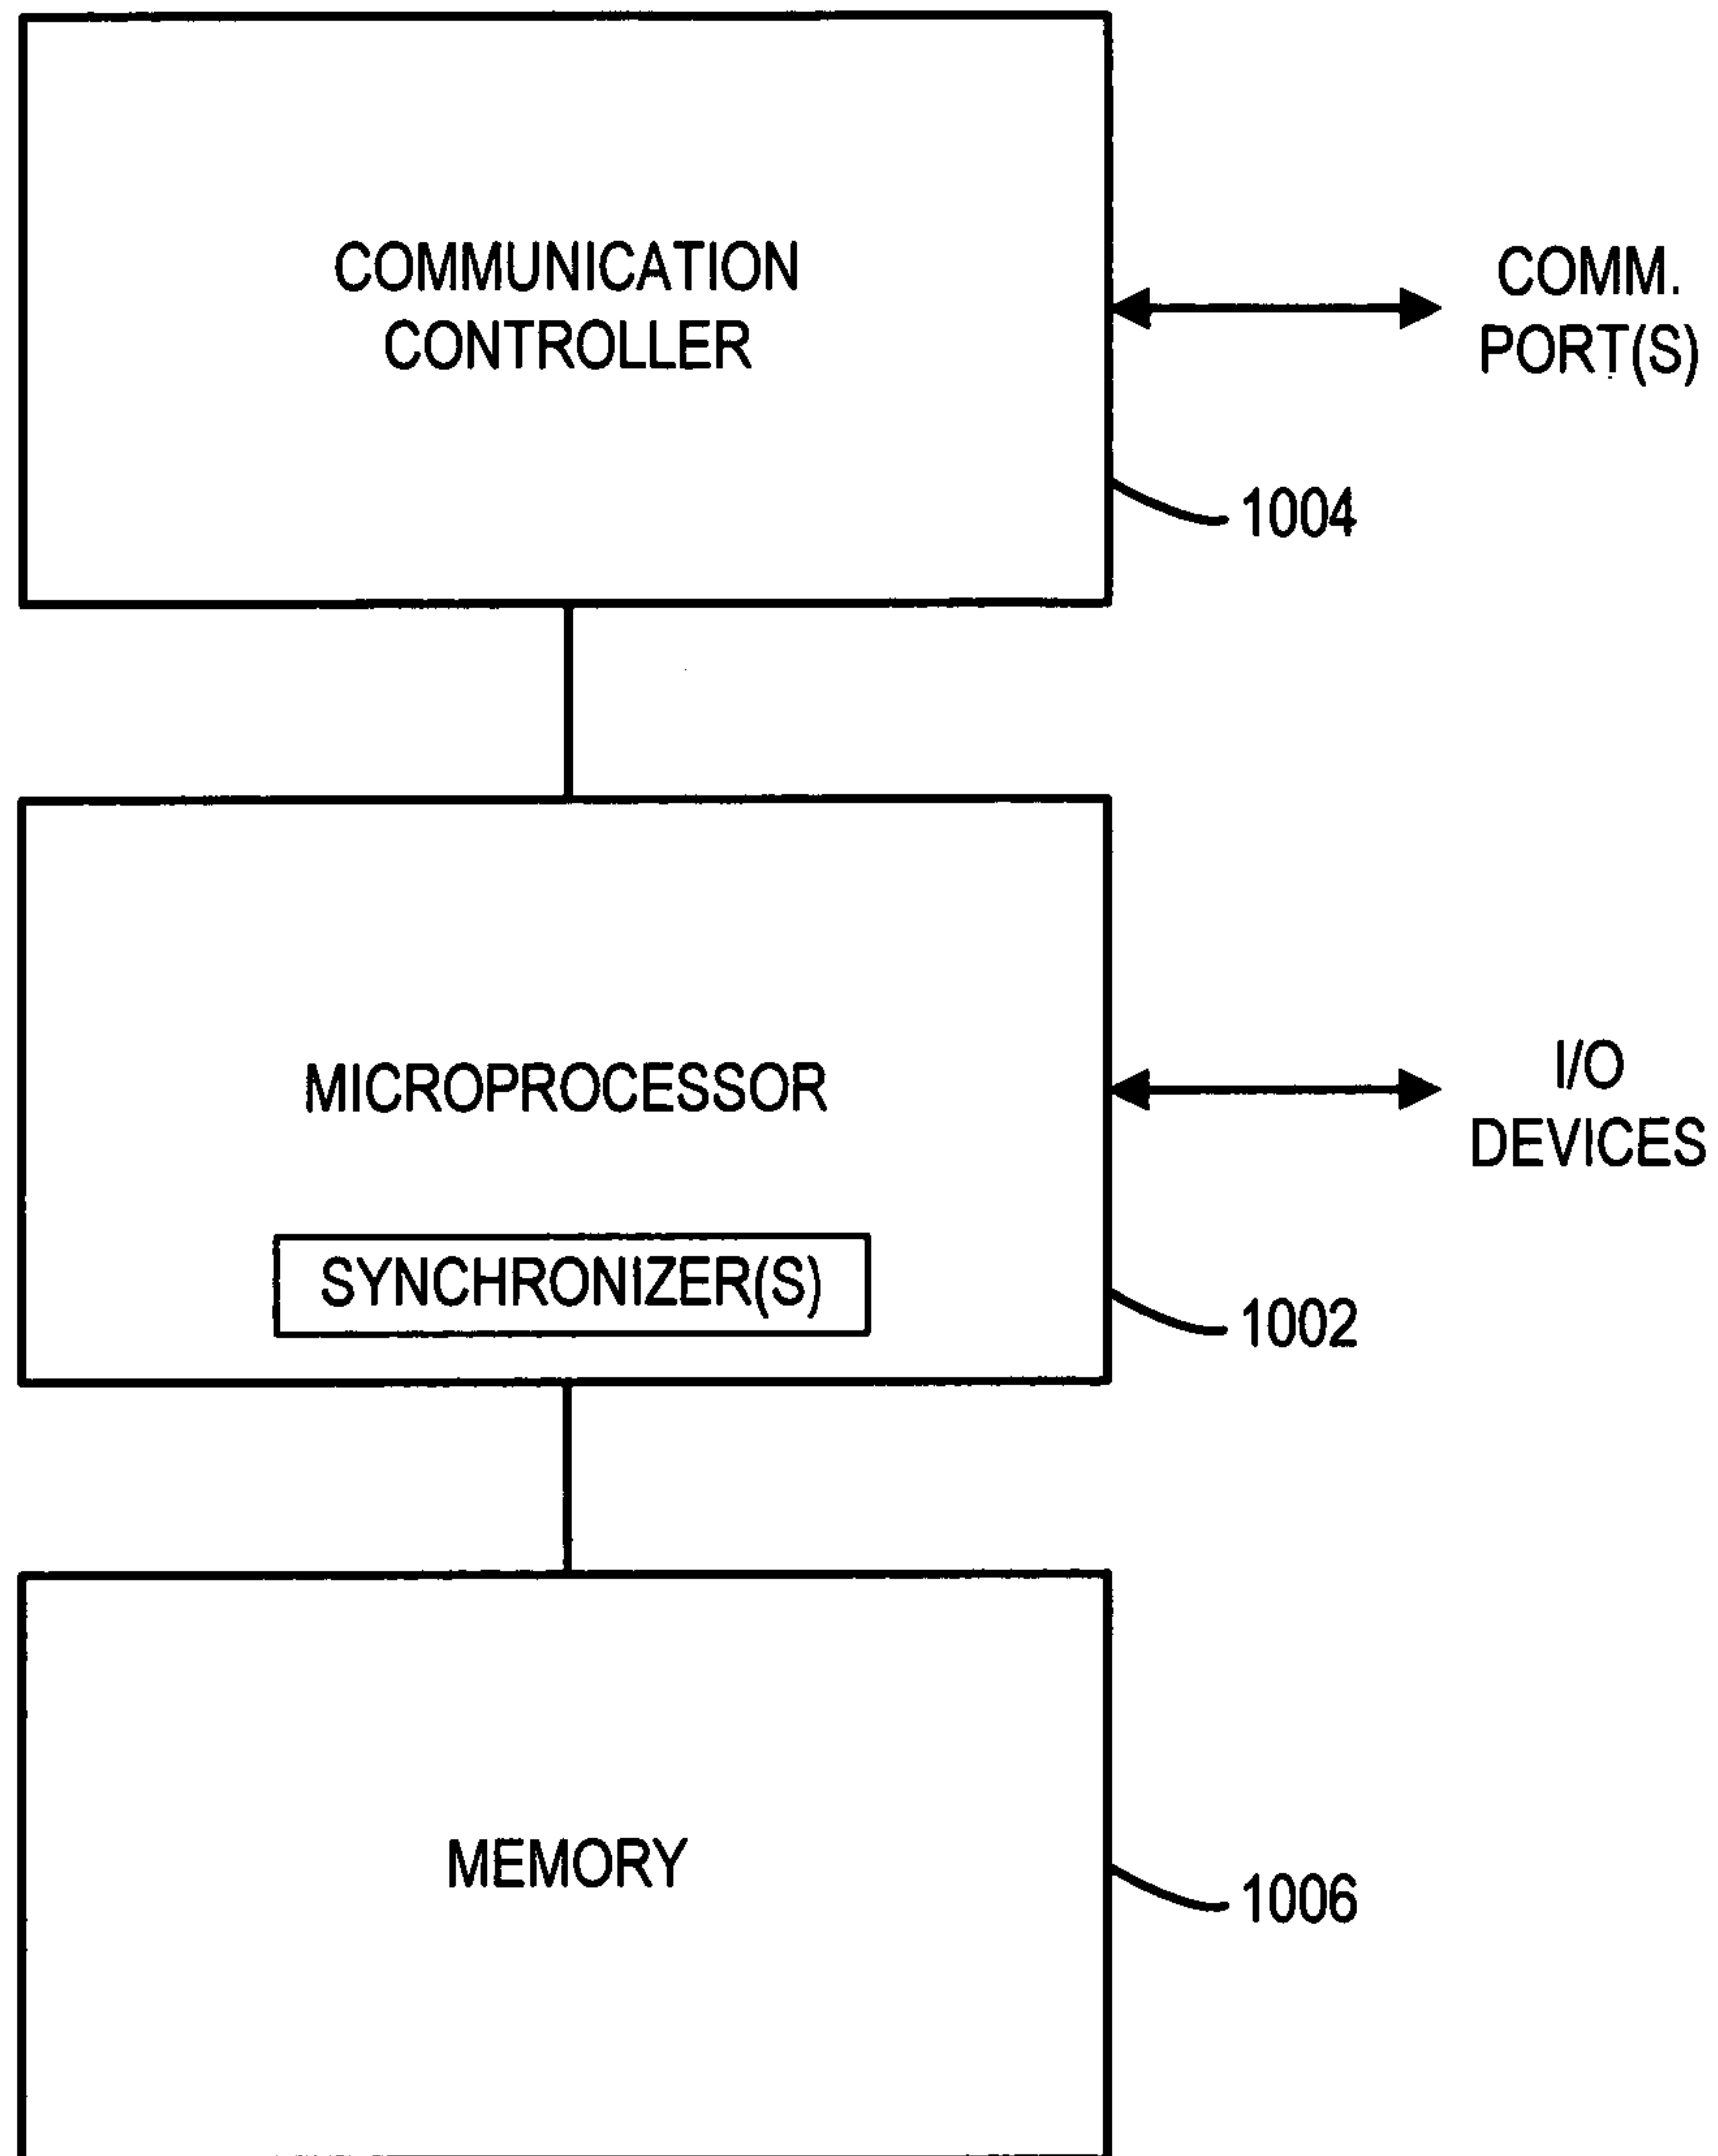 COMMUNICATION
CONTROLLER
COMM.
PORT(S)
1004
MICROPROCESSOR
I/O
DEVICES
SYNCHRONIZER(S)
1002
MEMORY
1006